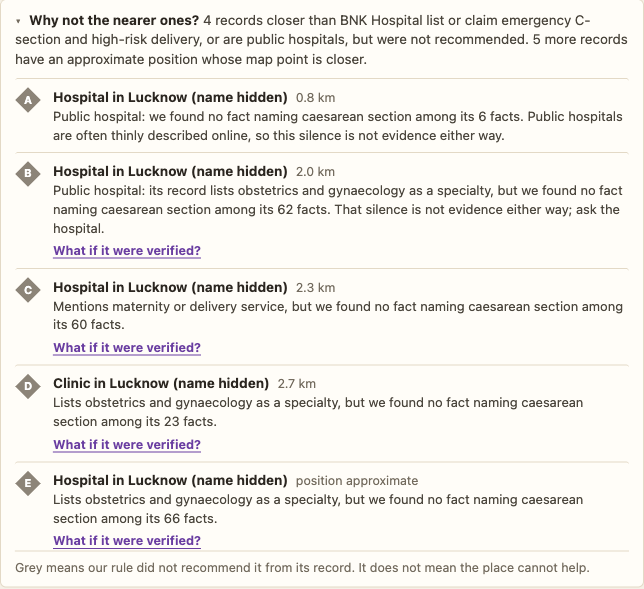 ▾ Why not the nearer ones? 4 records closer than BNK Hospital list or claim emergency C-
section and high-risk delivery, or are public hospitals, but were not recommended. 5 more records
have an approximate position whose map point is closer.
A
Hospital in Lucknow (name hidden) 0.8 km
Public hospital: we found no fact naming caesarean section among its 6 facts. Public hospitals
are often thinly described online, so this silence is not evidence either way.
B
Hospital in Lucknow (name hidden) 2.0 km
Public hospital: its record lists obstetrics and gynaecology as a specialty, but we found no fact
naming caesarean section among its 62 facts. That silence is not evidence either way; ask the
hospital.
What if it were verified?
C
Hospital in Lucknow (name hidden) 2.3 km
Mentions maternity or delivery service, but we found no fact naming caesarean section among
its 60 facts.
What if it were verified?
D
Clinic in Lucknow (name hidden) 2.7 km
Lists obstetrics and gynaecology as a specialty, but we found no fact naming caesarean
section among its 23 facts.
What if it were verified?
E
Hospital in Lucknow (name hidden) position approximate
Lists obstetrics and gynaecology as a specialty, but we found no fact naming caesarean
section among its 66 facts.
What if it were verified?
Grey means our rule did not recommend it from its record. It does not mean the place cannot help.